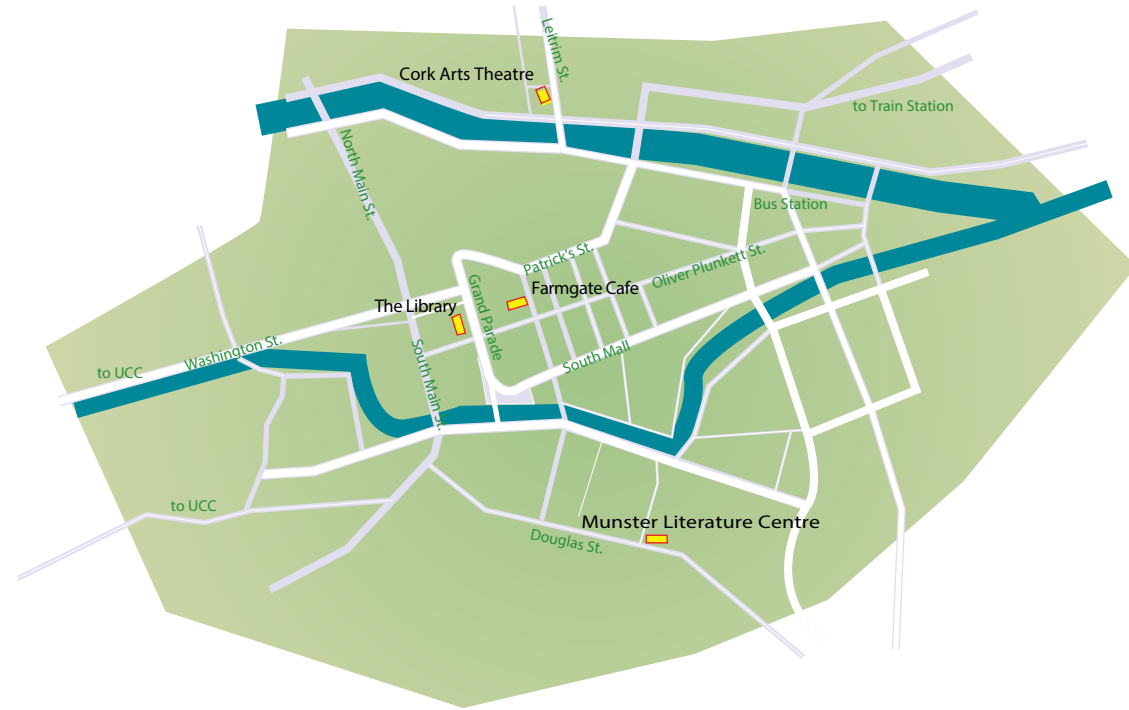 Leitrim St.
Cork Arts Theatre
to Train Station
North Main St.
Bus Station
Patrick's St.
Oliver Plunkett St.
Grand Parade
Farmgate Cafe
The Library
Washington St.
South Main St.
South Mall
to UCC
to UCC
Munster Literature Centre
Douglas St.